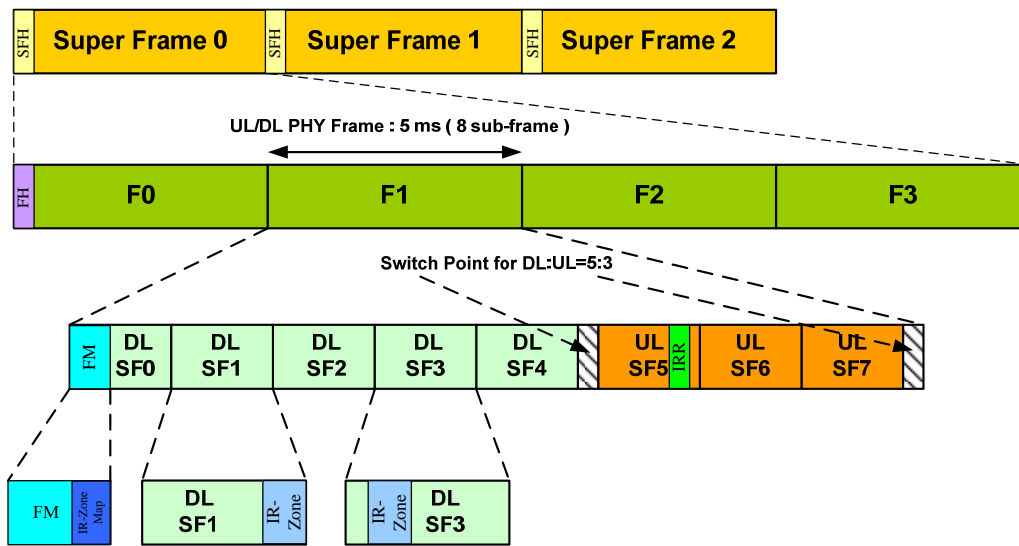 SFH
Super Frame 0
SFH
Super Frame 1
SFH
Super Frame 2
UL/DL PHY Frame : 5 ms ( 8 sub-frame )
FH
F0
F1
F2
F3
Switch Point for DL:UL=5:3
FM
DL
SF0
DL
SF1
DL
SF2
DL
SF3
DL
SF4
UL
SF5
IRR
UL
SF6
UL
SF7
FM
IR-Zone
Map
DL
SF1
IR-
Zone
IR-
Zone
DL
SF3